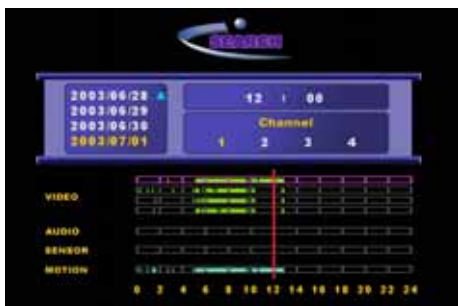 SEARCH
2003/06/28
2003/06/29
2003/06/30
2003/07/01
12 : 00
Channel
1 2 3 4
VIDEO
AUDIO
SENSOR
MOTION
0 2 4 6 8 10 12 14 16 18 20 22 24